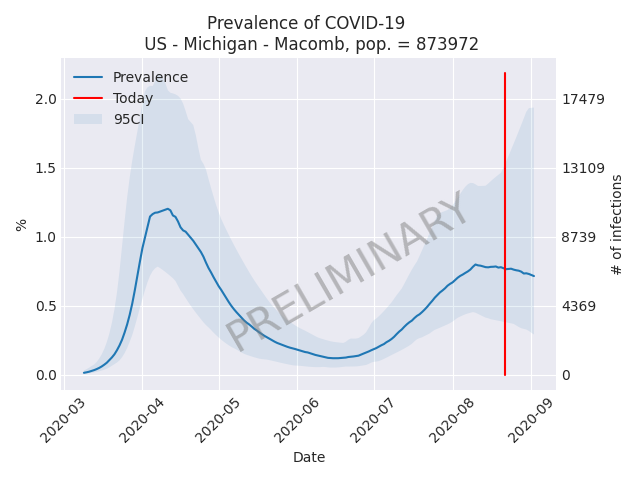 Prevalence of COVID-19
US - Michigan - Macomb, pop. = 873972
Prevalence
Today
95CI
2.0
1.5
1.0
0.5
0.0
%
17479
13109
8739
4369
0
# of infections
PRELIMINARY
2020-03
2020-04
2020-05
2020-06
2020-07
2020-08
2020-09
Date